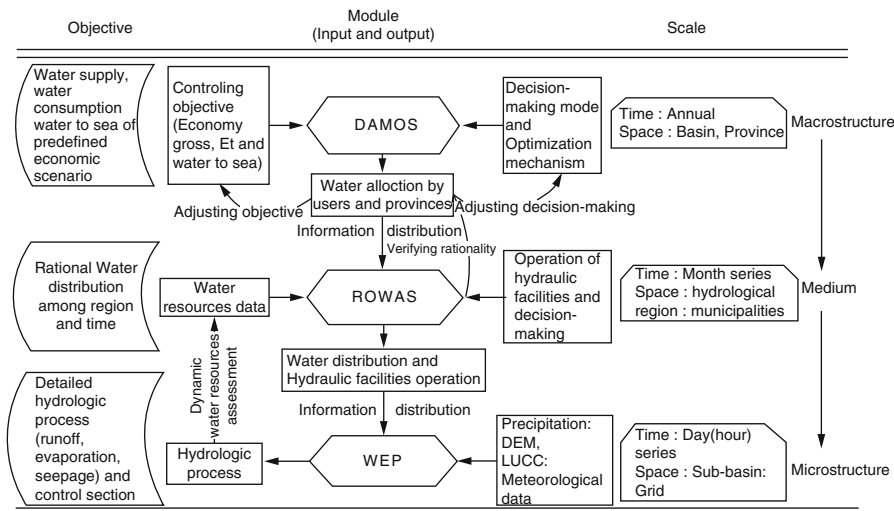 Objective
Module
(Input and output)
Scale
Water supply,
water
consumption
water to sea of
predefined
economic
scenario
Controling
objective
(Economy
gross, Et and
water to sea)
DAMOS
Decision-
making mode
and
Optimization
mechanism
Time : Annual
Space : Basin, Province
Macrostructure
Adjusting objective
Water alloction by
users and provinces
Adjusting decision-making
Information distribution
Verifying rationality
Rational Water
distribution
among region
and time
Water
resources data
ROWAS
Operation of
hydraulic
facilities and
decision-
making
Time : Month series
Space : hydrological
region : municipalities
Medium
Dynamic
water resources
assessment
Water distribution and
Hydraulic facilities operation
Information distribution
Detailed
hydrologic
process
(runoff,
evaporation,
seepage) and
control section
Hydrologic
process
WEP
Precipitation:
DEM,
LUCC:
Meteorological
data
Time : Day(hour)
series
Space : Sub-basin:
Grid
Microstructure